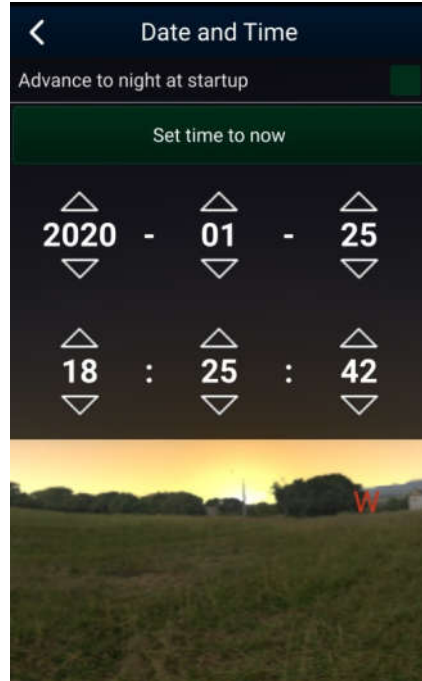 Date and Time
Advance to night at startup
Set time to now
2020 - 01 - 25
18 : 25 : 42
W